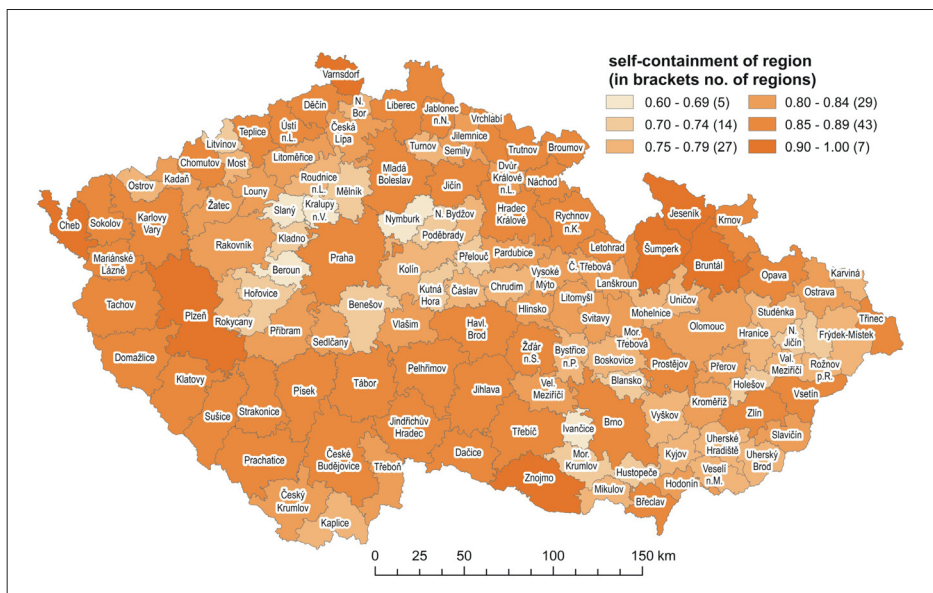 self-containment of region
(in brackets no. of regions)
0.60 - 0.69 (5)
0.70 - 0.74 (14)
0.75 - 0.79 (27)
0.80 - 0.84 (29)
0.85 - 0.89 (43)
0.90 - 1.00 (7)
Varnsdorf
Děčín
N.
Bor
Liberec
Jablonec
n.N.
Vrchlabí
Teplice
Ústí
n.L.
Česká
Lípa
Turnov
Jilemnice
Semily
Trutnov
Broumov
Litvínov
Most
Chomutov
Litoměřice
Ostrov
Kadaň
Louny
Roudnice
n.L.
Mělník
Mladá
Boleslav
Jičín
Dvůr
Králové
n.L.
Náchod
Žatec
Slaný
Kralupy
n.V.
Nymburk
N. Bydžov
Hradec
Králové
Rychnov
n.K.
Jeseník
Krnov
Cheb
Sokolov
Karlovy
Vary
Rakovník
Kladno
Praha
Poděbrady
Přelouč
Pardubice
Letohrad
Šumperk
Bruntál
Mariánské
Lázně
Beroun
Kolín
Vysoké
Mýto
Č. Třebová
Lanškroun
Opava
Karviná
Tachov
Plzeň
Hořovice
Benešov
Kutná
Hora
Čáslav
Chrudim
Litomyšl
Uničov
Ostrava
Rokycany
Příbram
Sedlčany
Vlašim
Hlinsko
Svitavy
Mohelnice
Studénka
Třinec
Domažlice
Havl.
Brod
Mor.
Třebová
Olomouc
Hranice
N.
Jičín
Frýdek-Místek
Klatovy
Písek
Tábor
Pelhřimov
Žďár
n.S.
Bystřice
n.P.
Boskovice
Prostějov
Přerov
Val.
Meziříčí
Rožnov
p.R.
Sušice
Strakonice
Jihlava
Vel.
Meziříčí
Blansko
Holešov
Vsetín
Jindřichův
Hradec
Třebíč
Ivančice
Brno
Vyškov
Kroměříž
Zlín
Prachatice
České
Budějovice
Třeboň
Dačice
Mor.
Krumlov
Hustopeče
Kyjov
Uherské
Hradiště
Slavičín
Uherský
Brod
Český
Krumlov
Znojmo
Mikulov
Hodonín
Veselí
n.M.
Kaplice
Břeclav
0 25 50 100 150 km